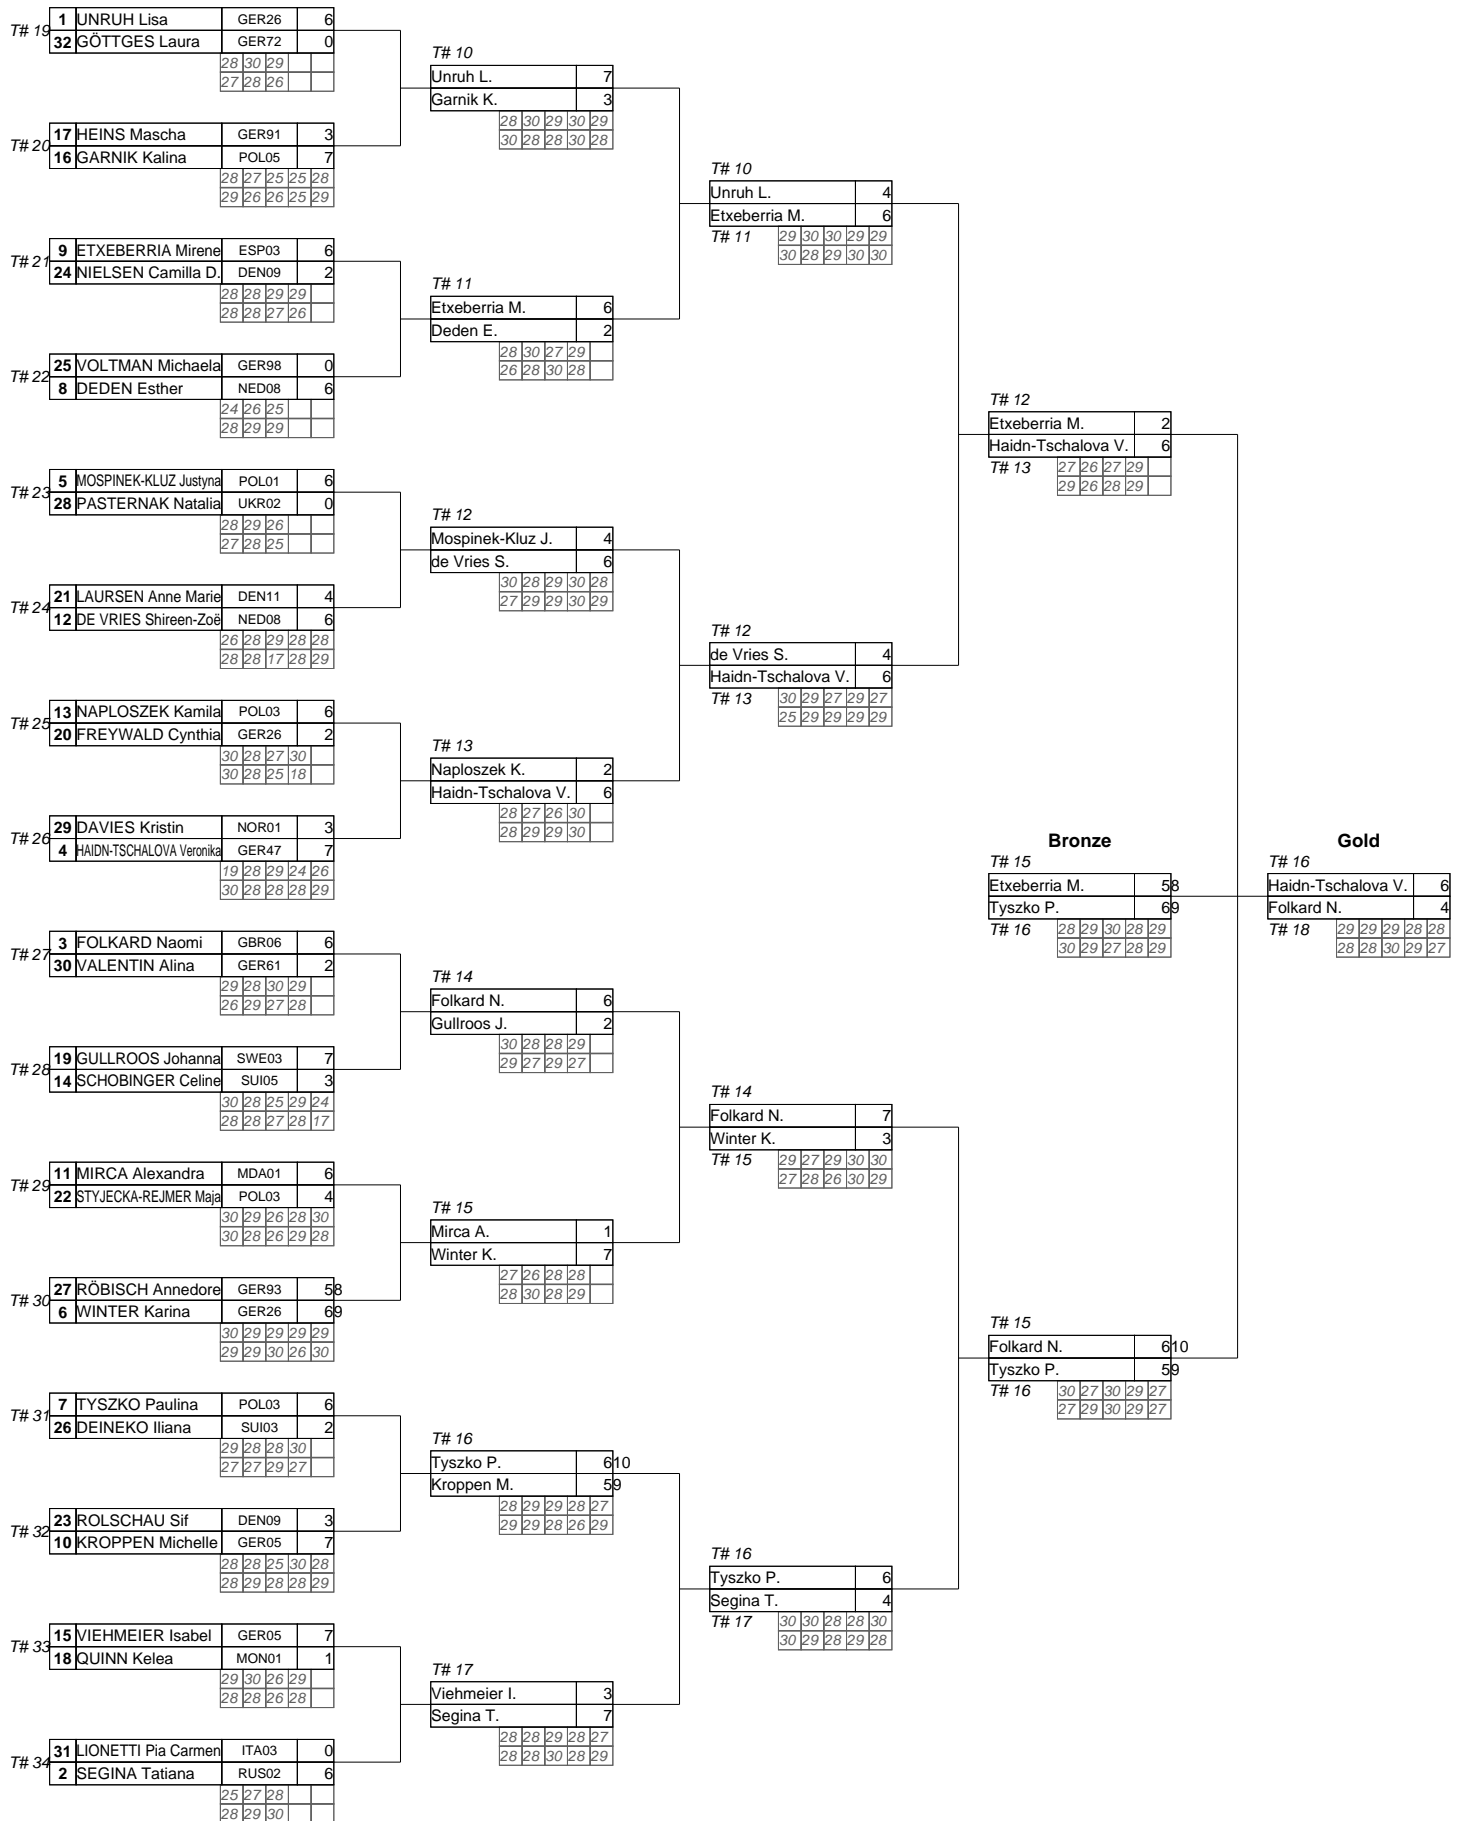 T# 19
1 UNRUH Lisa GER26 6
32 GÖTTGES Laura GER72 0
28 30 29
27 28 26
T# 20
17 HEINS Mascha GER91 3
16 GARNIK Kalina POL05 7
28 27 25 25 28
29 26 26 25 29
T# 21
9 ETXEBERRIA Mirene ESP03 6
24 NIELSEN Camilla D. DEN09 2
28 28 29 29
28 28 27 26
T# 22
25 VOLTMAN Michaela GER98 0
8 DEDEN Esther NED08 6
24 26 25
28 29 29
T# 23
5 MOSPINEK-KLUZ Justyna POL01 6
28 PASTERNAK Natalia UKR02 0
28 29 26
27 28 25
T# 24
21 LAURSEN Anne Marie DEN11 4
12 DE VRIES Shireen-Zoë NED08 6
26 28 29 28 28
28 28 17 28 29
T# 25
13 NAPLOSZEK Kamila POL03 6
20 FREYWALD Cynthia GER26 2
30 28 27 30
30 28 25 18
T# 26
29 DAVIES Kristin NOR01 3
4 HAIDN-TSCHALOVA Veronika GER47 7
19 28 29 24 26
30 28 28 28 29
T# 27
3 FOLKARD Naomi GBR06 6
30 VALENTIN Alina GER61 2
29 28 30 29
26 29 27 28
T# 28
19 GULLROOS Johanna SWE03 7
14 SCHOBINGER Celine SUI05 3
30 28 25 29 24
28 28 27 28 17
T# 29
11 MIRCA Alexandra MDA01 6
22 STYJECKA-REJMER Maja POL03 4
30 29 26 28 30
30 28 26 29 28
T# 30
27 RÖBISCH Annedore GER93 58
6 WINTER Karina GER26 69
30 29 29 29 29
29 29 30 26 30
T# 31
7 TYSZKO Paulina POL03 6
26 DEINEKO Iliana SUI03 2
29 28 28 30
27 27 29 27
T# 32
23 ROLSCHAU Sif DEN09 3
10 KROPPEN Michelle GER05 7
28 28 25 30 28
28 29 28 28 29
T# 33
15 VIEHMEIER Isabel GER05 7
18 QUINN Kelea MON01 1
29 30 26 29
28 28 26 28
T# 34
31 LIONETTI Pia Carmen ITA03 0
2 SEGINA Tatiana RUS02 6
25 27 28
28 29 30
T# 10
Unruh L. 7
Garnik K. 3
28 30 29 30 29
30 28 28 30 28
T# 11
Etxeberria M. 6
Deden E. 2
28 30 27 29
26 28 30 28
T# 12
Mospinek-Kluz J. 4
de Vries S. 6
30 28 29 30 28
27 29 29 30 29
T# 13
Naploszek K. 2
Haidn-Tschalova V. 6
28 27 26 30
28 29 29 30
T# 14
Folkard N. 6
Gullroos J. 2
30 28 28 29
29 27 29 27
T# 15
Mirca A. 1
Winter K. 7
27 26 28 28
28 30 28 29
T# 16
Tyszko P. 610
Kroppen M. 59
28 29 29 28 27
29 29 28 26 29
T# 17
Viehmeier I. 3
Segina T. 7
28 28 29 28 27
28 28 30 28 29
T# 10
Unruh L. 4
Etxeberria M. 6
T# 11 29 30 30 29 29
30 28 29 30 30
T# 12
de Vries S. 4
Haidn-Tschalova V. 6
T# 13 30 29 27 29 27
25 29 29 29 29
T# 14
Folkard N. 7
Winter K. 3
T# 15 29 27 29 30 30
27 28 26 30 29
T# 16
Tyszko P. 6
Segina T. 4
T# 17 30 30 28 28 30
30 29 28 29 28
T# 12
Etxeberria M. 2
Haidn-Tschalova V. 6
T# 13 27 26 27 29
29 26 28 29
T# 15
Folkard N. 610
Tyszko P. 59
T# 16 30 27 30 29 27
27 29 30 29 27
Bronze
T# 15
Etxeberria M. 58
Tyszko P. 69
T# 16 28 29 30 28 29
30 29 27 28 29
Gold
T# 16
Haidn-Tschalova V. 6
Folkard N. 4
T# 18 29 29 29 28 28
28 28 30 29 27